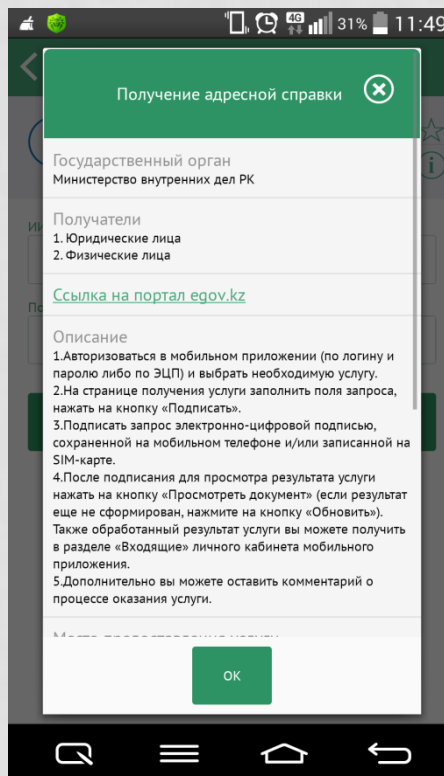 4G
31%
11:49
Получение адресной справки
Государственный орган
Министерство внутренних дел РК
Получатели
1. Юридические лица
2. Физические лица
Ссылка на портал egov.kz
Описание
1.Авторизоваться в мобильном приложении (по логину и
паролю либо по ЭЦП) и выбрать необходимую услугу.
2.На странице получения услуги заполнить поля запроса,
нажать на кнопку «Подписать».
3.Подписать запрос электронно-цифровой подписью,
сохраненной на мобильном телефоне и/или записанной на
SIM-карте.
4.После подписания для просмотра результата услуги
нажать на кнопку «Просмотреть документ» (если результат
еще не сформирован, нажмите на кнопку «Обновить»).
Также обработанный результат услуги вы можете получить
в разделе «Входящие» личного кабинета мобильного
приложения.
5.Дополнительно вы можете оставить комментарий о
процессе оказания услуги.
ОК